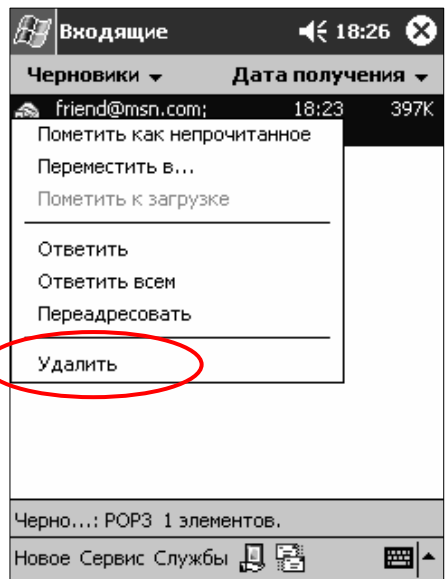 Входящие 18:26
Черновики Дата получения
friend@msn.com; 18:23 397K
Пометить как непрочитанное
Переместить в...
Пометить к загрузке
Ответить
Ответить всем
Переадресовать
Удалить
Черно...: POP3 1 элементов.
Новое Сервис Службы